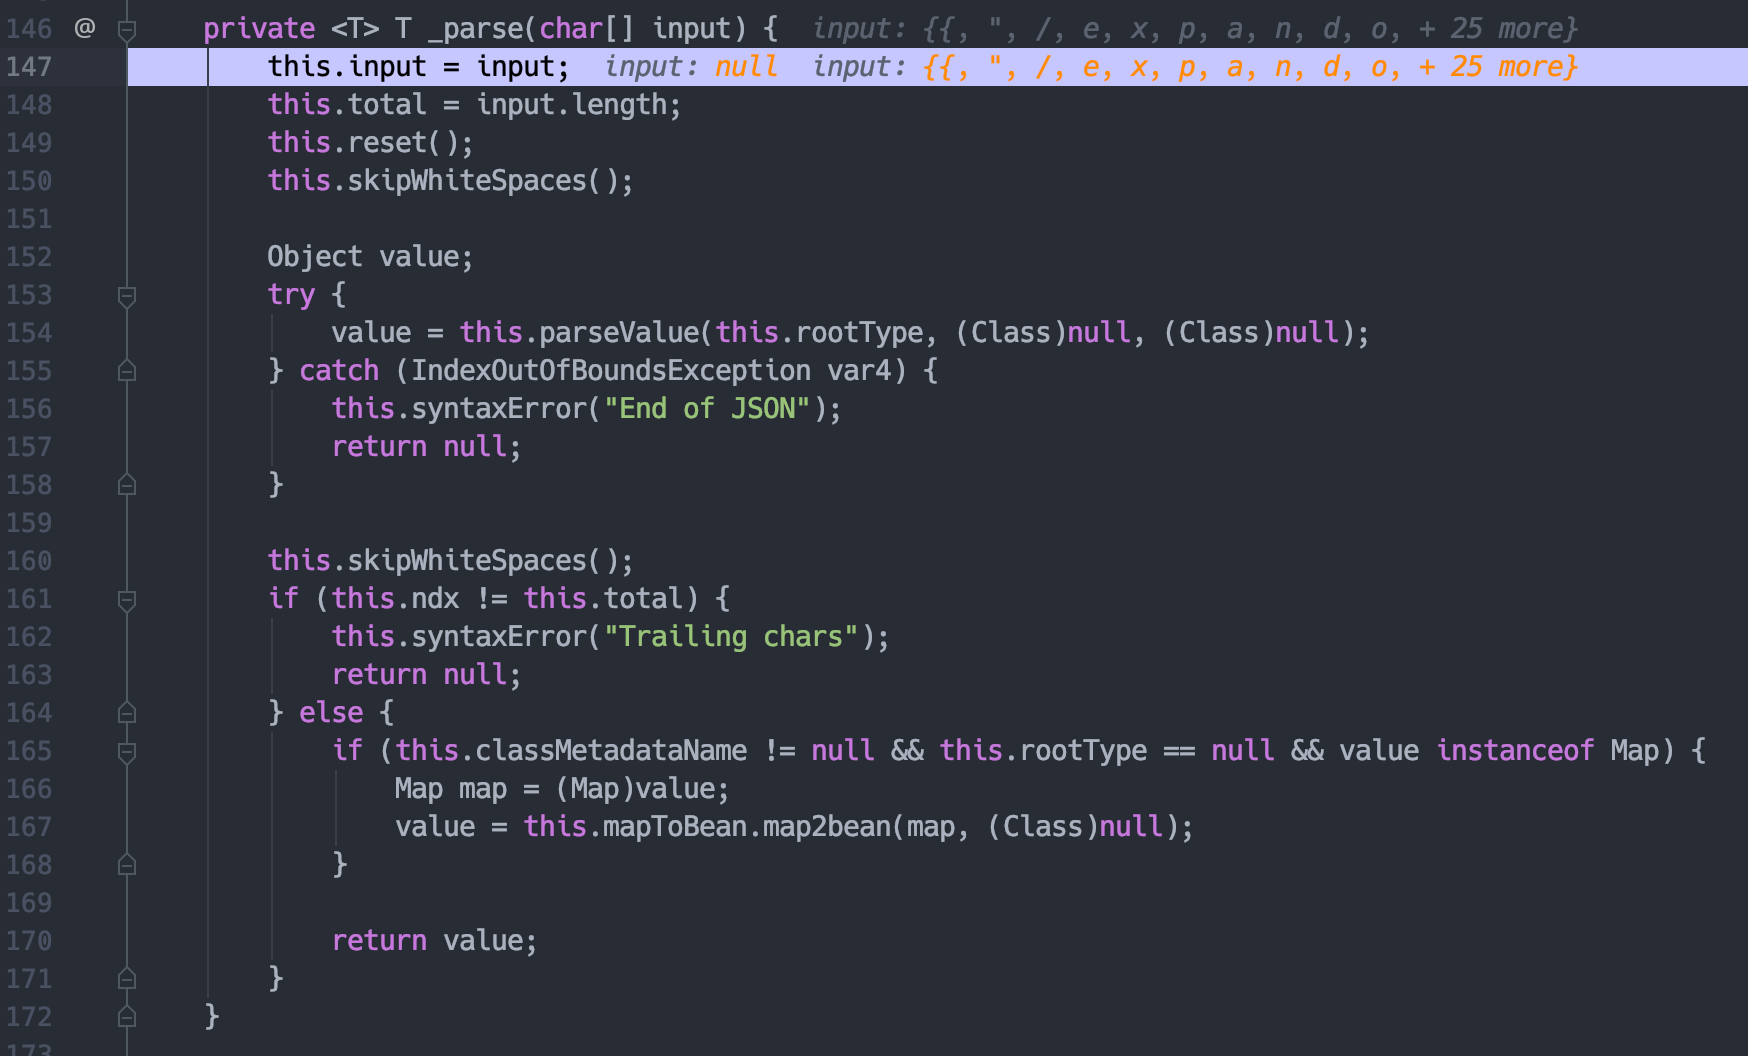 146 @ private <T> T _parse(char[] input) { input: {{, ", /, e, x, p, a, n, d, o, + 25 more}
147 this.input = input; input: null input: {{, ", /, e, x, p, a, n, d, o, + 25 more}
148 this.total = input.length;
149 this.reset();
150 this.skipWhiteSpaces();
151
152 Object value;
153 try {
154 value = this.parseValue(this.rootType, (Class)null, (Class)null);
155 } catch (IndexOutOfBoundsException var4) {
156 this.syntaxError("End of JSON");
157 return null;
158 }
159
160 this.skipWhiteSpaces();
161 if (this.ndx != this.total) {
162 this.syntaxError("Trailing chars");
163 return null;
164 } else {
165 if (this.classMetadataName != null && this.rootType == null && value instanceof Map) {
166 Map map = (Map)value;
167 value = this.mapToBean.map2bean(map, (Class)null);
168 }
169
170 return value;
171 }
172 }
173